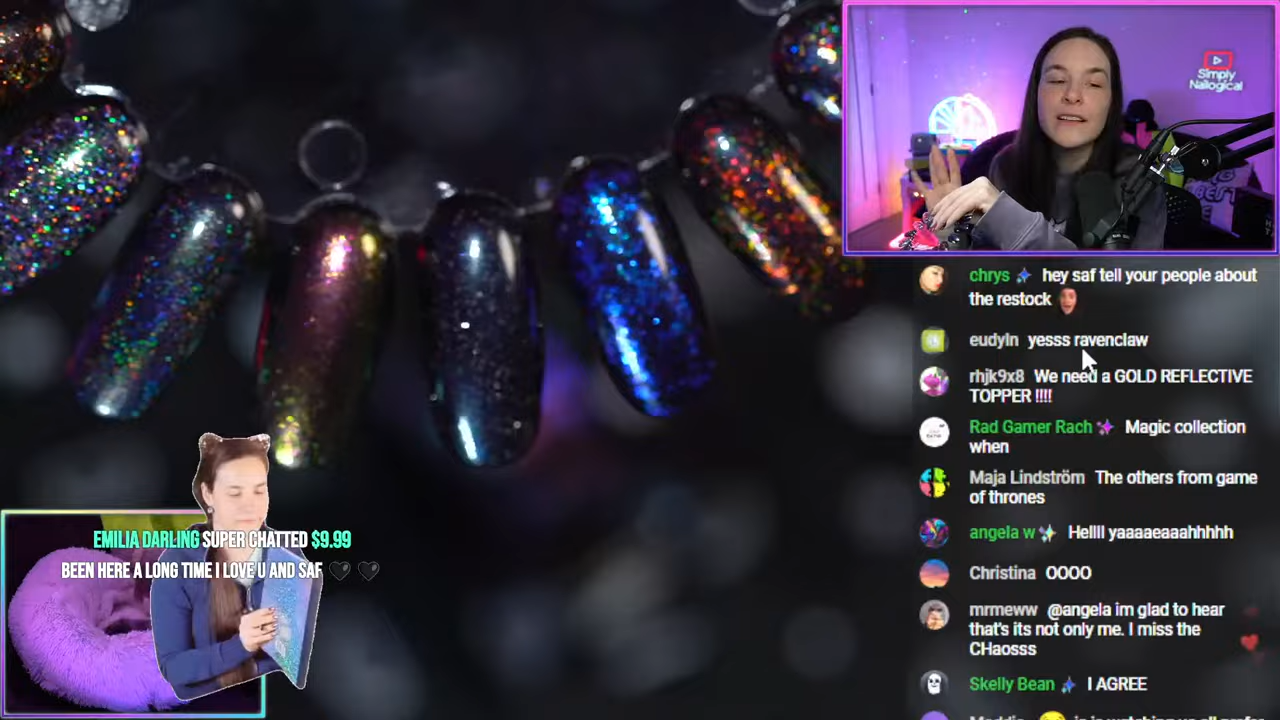 Simply
Nailogical
chrys hey saf tell your people about
the restock
eudyln yesss ravenclaw
rhjk9x8 We need a GOLD REFLECTIVE
TOPPER !!!!
Rad Gamer Rach Magic collection
when
Maja Lindström The others from game
of thrones
angela w Hellll yaaaaeaaahhhhh
Christina OOOO
mrmeww @angela im glad to hear
that's its not only me. I miss the
CHaosss
Skelly Bean I AGREE
EMILIA DARLING SUPER CHATTED $9.99
BEEN HERE A LONG TIME I LOVE U AND SAF